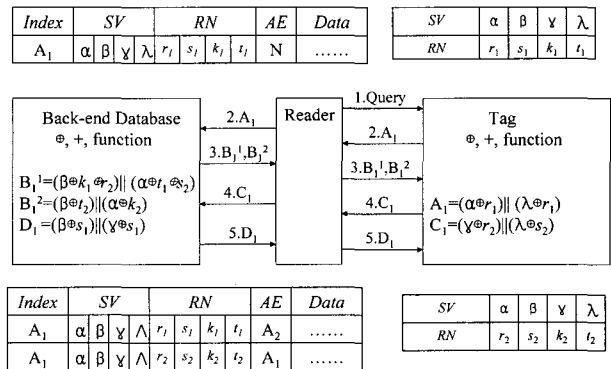 Index SV RN AE Data
A₁ α β ɣ λ r₁ s₁ k₁ t₁ N ......
SV α β ɣ λ
RN r₁ s₁ k₁ t₁
Back-end Database
⊕, +, function
B₁¹=(β⊕k₁⊕r₂)|| (α⊕t₁⊕s₂)
B₁²=(β⊕t₂)||(α⊕k₂)
D₁=(β⊕s₁)||(ɣ⊕s₁)
2.A₁
3.B₁¹,B₁²
4.C₁
5.D₁
Reader
1.Query
2.A₁
3.B₁¹,B₁²
4.C₁
5.D₁
Tag
⊕, +, function
A₁=(α⊕r₁)|| (λ⊕r₁)
C₁=(ɣ⊕r₂)||(λ⊕s₂)
Index SV RN AE Data
A₁ α β ɣ Λ r₁ s₁ k₁ t₁ A₂ ......
A₁ α β ɣ Λ r₂ s₂ k₂ t₂ A₁ ......
SV α β ɣ λ
RN r₂ s₂ k₂ t₂